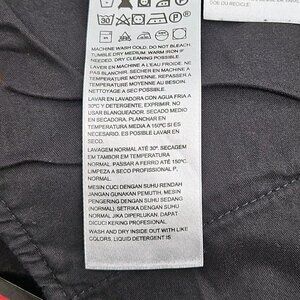 30
P
MACHINE WASH COLD. DO NOT BLEACH
TUMBLE DRY MEDIUM. WARM IRON IF
NEEDED. DRY CLEANING POSSIBLE
LAVER EN MACHINE A L'EAU FROIDE. NE
PAS BLANCHIR. SECHER EN MACHINE A
TEMPERATURE MOYENNE. REPASSER A
TEMPERATURE MOYENNE SI BESOIN.
NETTOYAGE A SEC POSSIBLE.
LAVAR EN LAVADORA CON AGUA FRIA A
30ºC Y DETERGENTE, EXPRIMIR. NO
USAR BLANQUEADOR. SECADO MEDIO
EN SECADORA. PLANCHAR EN
TEMPERATURA MEDIA A 150ºC SI ES
NECESARIO. ES POSIBLE LAVAR EN
SECO.
LAVAGEM NORMAL ATÉ 30º. SECAGEM
EM TAMBOR EM TEMPERATURA
NORMAL. PASSAR A FERRO ATÉ 150ºC.
LIMPEZA A SECO PROFISSIONAL P,
NORMAL.
MESIN CUCI DENGAN SUHU RENDAH
JANGAN GUNAKAN PEMUTIH. MESIN
PENGERING DENGAN SUHU SEDANG
(NORMAL). SETRIKA DENGAN SUHU
NORMAL JIKA DIPERLUKAN. DAPAT
DICUCI KERING PROFESIONAL.
WASH AND DRY INSIDE OUT WITH LIKE
COLORS, LIQUID DETERGENT IS